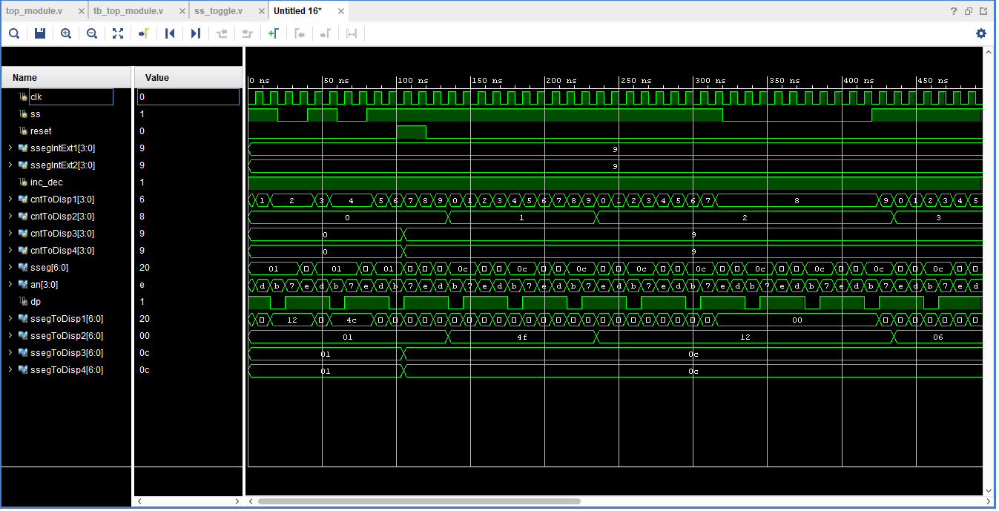 top_module.v × tb_top_module.v × ss_toggle.v × Untitled 16* ×
Name Value
0 ns 50 ns 100 ns 150 ns 200 ns 250 ns 300 ns 350 ns 400 ns 450 ns
clk 0
ss 1
reset 0
ssegIntExt1[3:0] 9 9
ssegIntExt2[3:0] 9 9
inc_dec 1
cntToDisp1[3:0] 6 1 2 3 4 5 6 7 8 9 0 1 2 3 4 5 6 7 8 9 0 1 2 3 4 5 6 7 8 9 0 1 2 3 4 5
cntToDisp2[3:0] 8 0 1 2 3
cntToDisp3[3:0] 9 0 9
cntToDisp4[3:0] 9 0 9
sseg[6:0] 20 01 01 01 0c 0c 0c 0c 0c 0c 0c 0c 0c
an[3:0] e d b 7 e d b 7 e d b 7 e d b 7 e d b 7 e d b 7 e d b 7 e d b 7 e d b 7 e d b 7 e d b 7 e d b 7 e d
dp 1
ssegToDisp1[6:0] 20 12 4c 00
ssegToDisp2[6:0] 00 01 4f 12 06
ssegToDisp3[6:0] 0c 01 0c
ssegToDisp4[6:0] 0c 01 0c